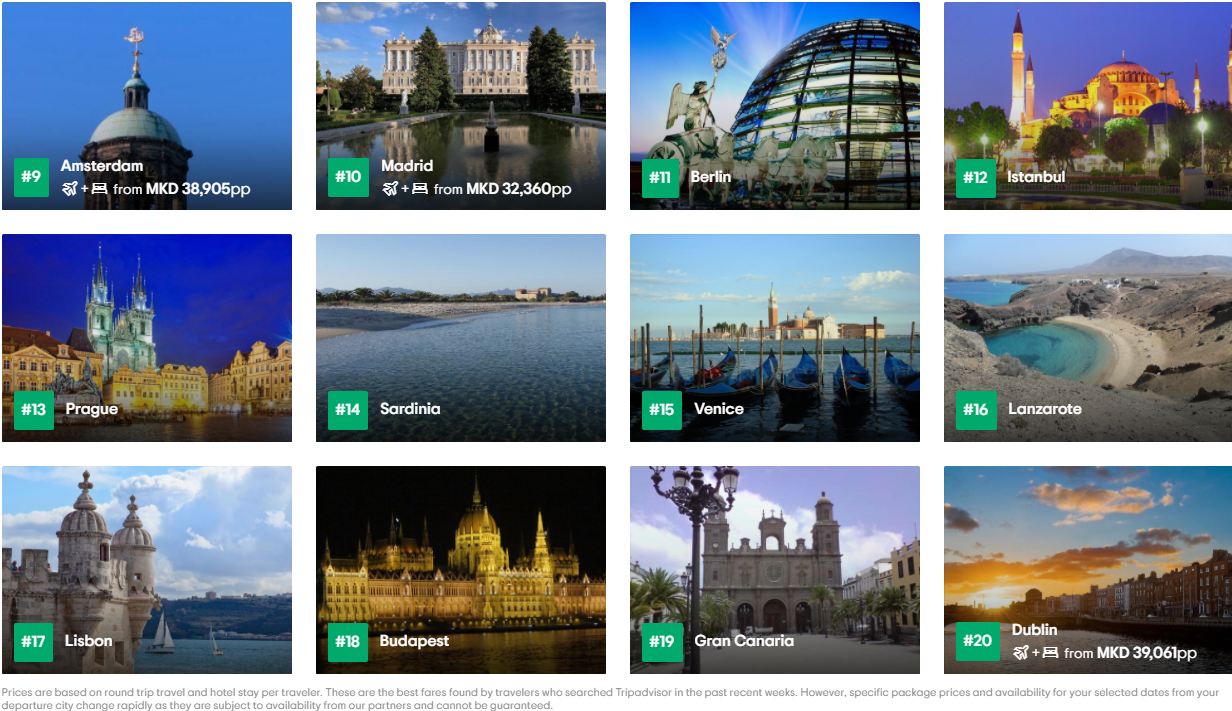 #9 Amsterdam
+ from MKD 38,905pp
#10 Madrid
+ from MKD 32,360pp
#11 Berlin
#12 Istanbul
#13 Prague
#14 Sardinia
#15 Venice
#16 Lanzarote
#17 Lisbon
#18 Budapest
#19 Gran Canaria
#20 Dublin
+ from MKD 39,061pp
Prices are based on round trip travel and hotel stay per traveler. These are the best fares found by travelers who searched Tripadvisor in the past recent weeks. However, specific package prices and availability for your selected dates from your
departure city change rapidly as they are subject to availability from our partners and cannot be guaranteed.